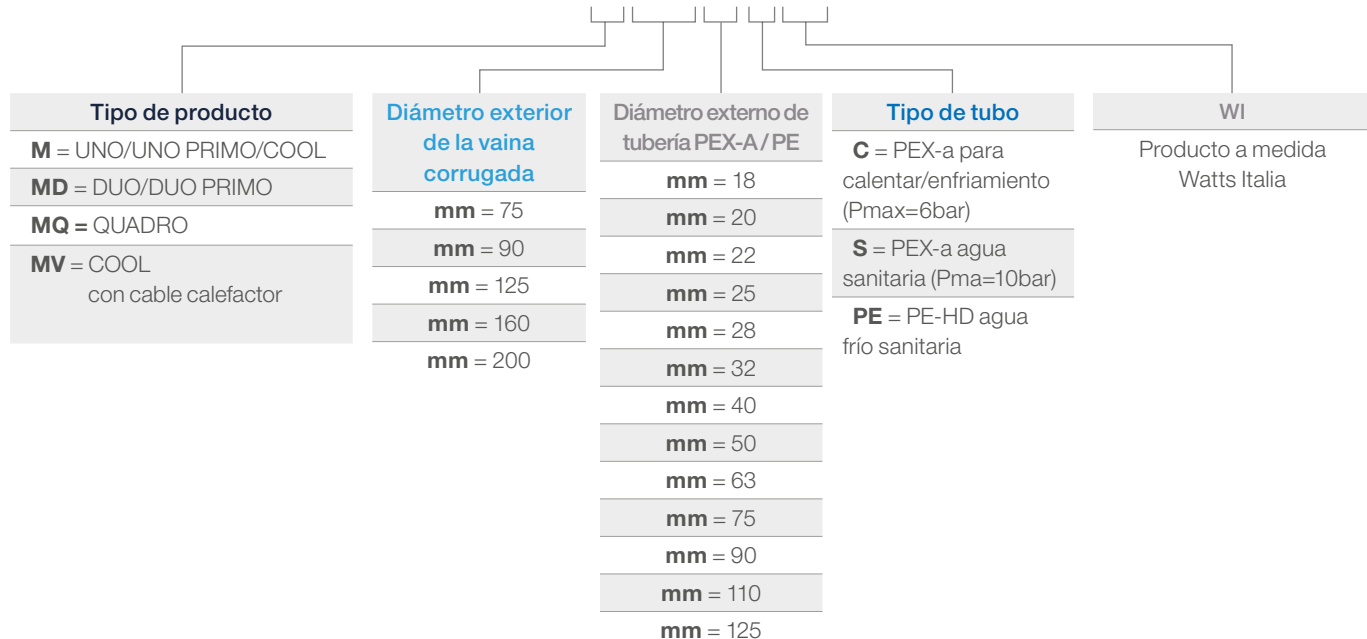 Tipo de producto
M = UNO/UNO PRIMO/COOL
MD = DUO/DUO PRIMO
MQ = QUADRO
MV = COOL
con cable calefactor
Diámetro exterior
de la vaina
corrugada
mm = 75
mm = 90
mm = 125
mm = 160
mm = 200
Diámetro externo de
tubería PEX-A / PE
mm = 18
mm = 20
mm = 22
mm = 25
mm = 28
mm = 32
mm = 40
mm = 50
mm = 63
mm = 75
mm = 90
mm = 110
mm = 125
Tipo de tubo
C = PEX-a para
calentar/enfriamiento
(Pmax=6bar)
S = PEX-a agua
sanitaria (Pma=10bar)
PE = PE-HD agua
frío sanitaria
WI
Producto a medida
Watts Italia